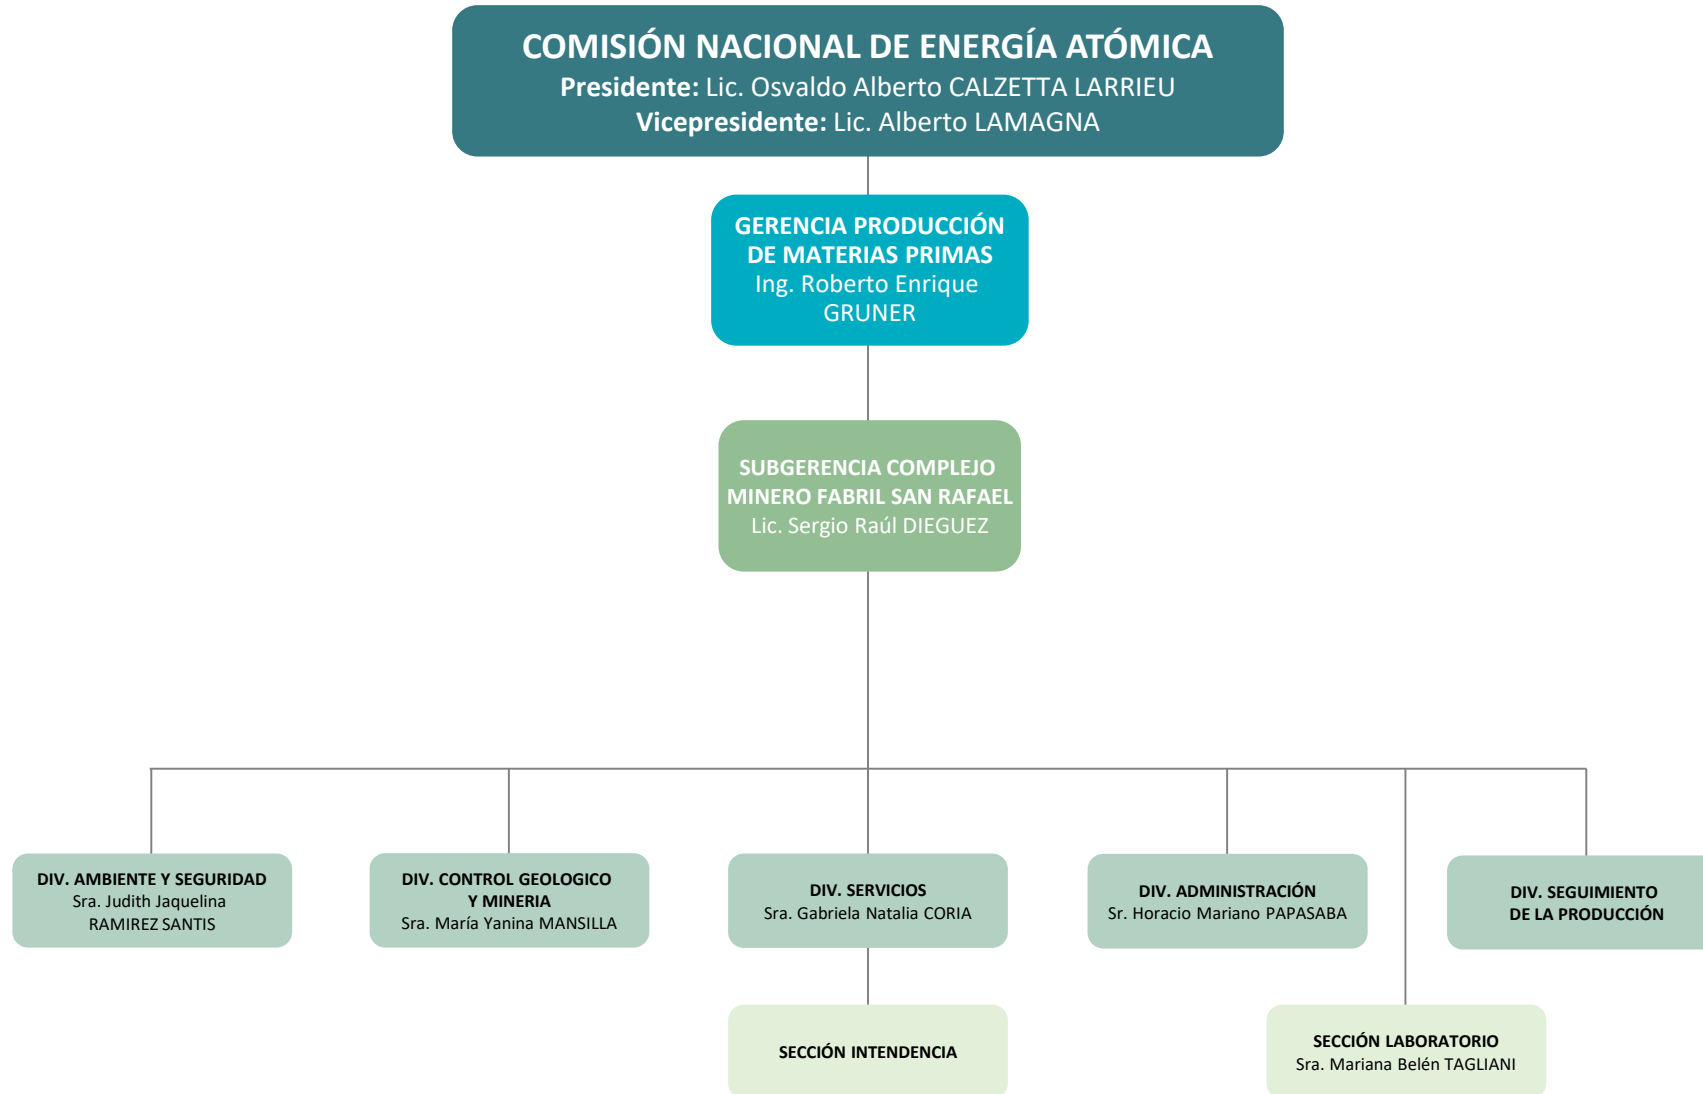 COMISIÓN NACIONAL DE ENERGÍA ATÓMICA
Presidente: Lic. Osvaldo Alberto CALZETTA LARRIEU
Vicepresidente: Lic. Alberto LAMAGNA
GERENCIA PRODUCCIÓN
DE MATERIAS PRIMAS
Ing. Roberto Enrique
GRUNER
SUBGERENCIA COMPLEJO
MINERO FABRIL SAN RAFAEL
Lic. Sergio Raúl DIEGUEZ
DIV. AMBIENTE Y SEGURIDAD
Sra. Judith Jaquelina
RAMIREZ SANTIS
DIV. CONTROL GEOLOGICO
Y MINERIA
Sra. María Yanina MANSILLA
DIV. SERVICIOS
Sra. Gabriela Natalia CORIA
DIV. ADMINISTRACIÓN
Sr. Horacio Mariano PAPASABA
DIV. SEGUIMIENTO
DE LA PRODUCCIÓN
SECCIÓN INTENDENCIA
SECCIÓN LABORATORIO
Sra. Mariana Belén TAGLIANI